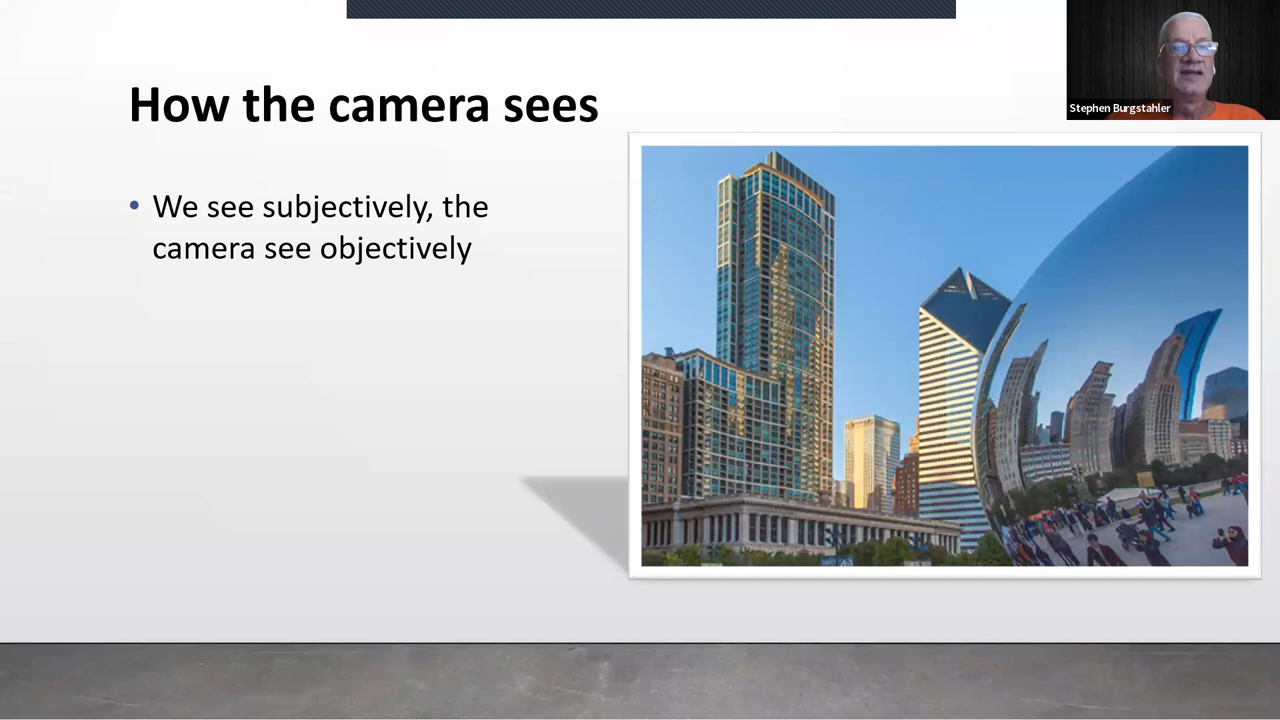 How the camera sees
We see subjectively, the
camera see objectively
Stephen Burgstahler